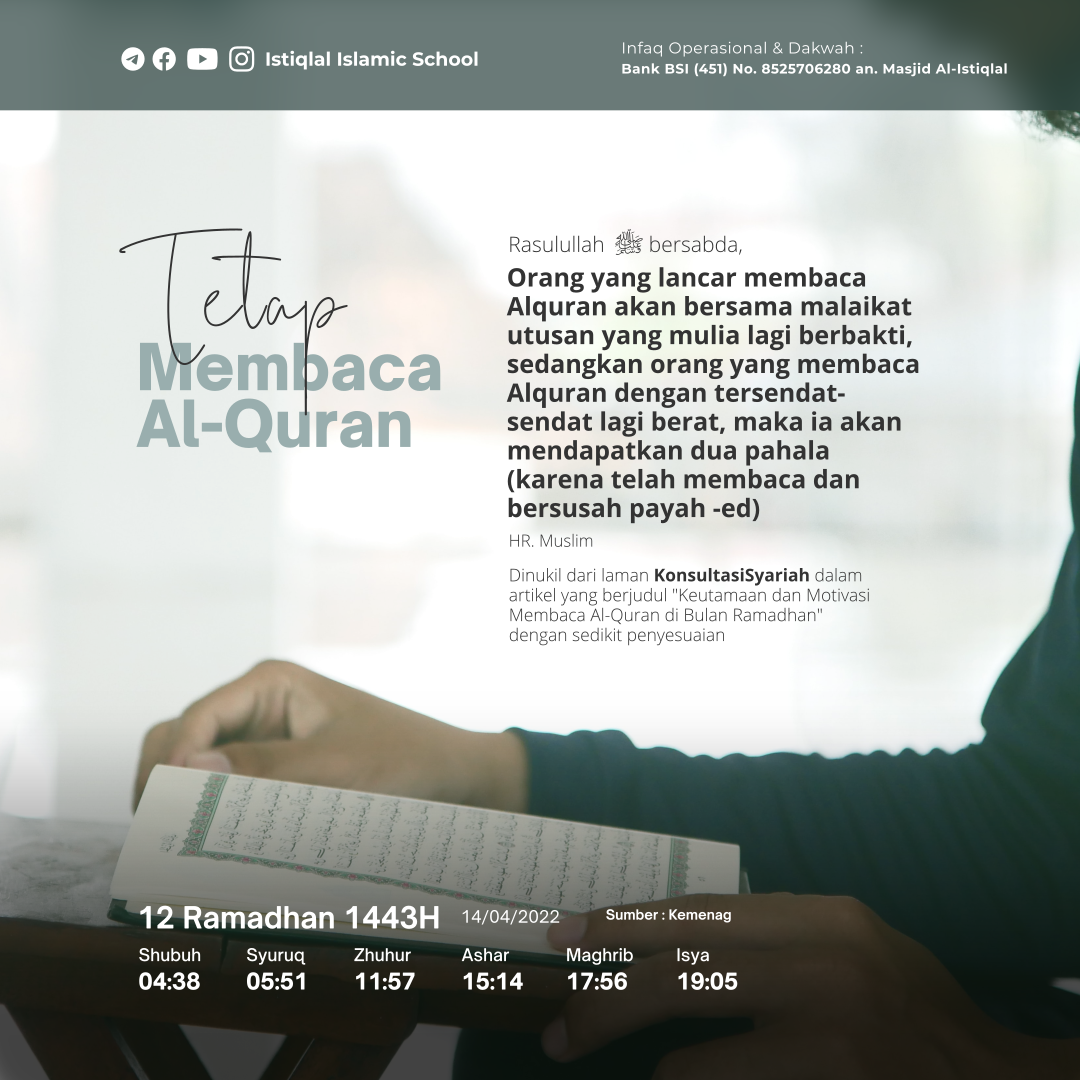 Istiqlal Islamic School
Infaq Operasional & Dakwah :
Bank BSI (451) No. 8525706280 an. Masjid Al-Istiqlal
Tetap
Membaca
Al-Quran
Rasulullah ﷺ bersabda,
Orang yang lancar membaca
Alquran akan bersama malaikat
utusan yang mulia lagi berbakti,
sedangkan orang yang membaca
Alquran dengan tersendat-
sendat lagi berat, maka ia akan
mendapatkan dua pahala
(karena telah membaca dan
bersusah payah -ed)
HR. Muslim
Dinukil dari laman KonsultasiSyariah dalam
artikel yang berjudul "Keutamaan dan Motivasi
Membaca Al-Quran di Bulan Ramadhan"
dengan sedikit penyesuaian
12 Ramadhan 1443H 14/04/2022 Sumber : Kemenag
Shubuh Syuruq Zhuhur Ashar Maghrib Isya
04:38 05:51 11:57 15:14 17:56 19:05